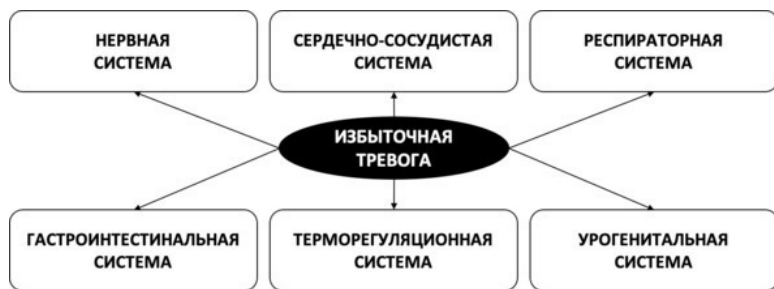 НЕРВНАЯ
СИСТЕМА
СЕРДЕЧНО-СОСУДИСТАЯ
СИСТЕМА
РЕСПИРАТОРНАЯ
СИСТЕМА
ИЗБЫТОЧНАЯ
ТРЕВОГА
ГАСТРОИНТЕСТИНАЛЬНАЯ
СИСТЕМА
ТЕРМОРЕГУЛЯЦИОННАЯ
СИСТЕМА
УРОГЕНИТАЛЬНАЯ
СИСТЕМА